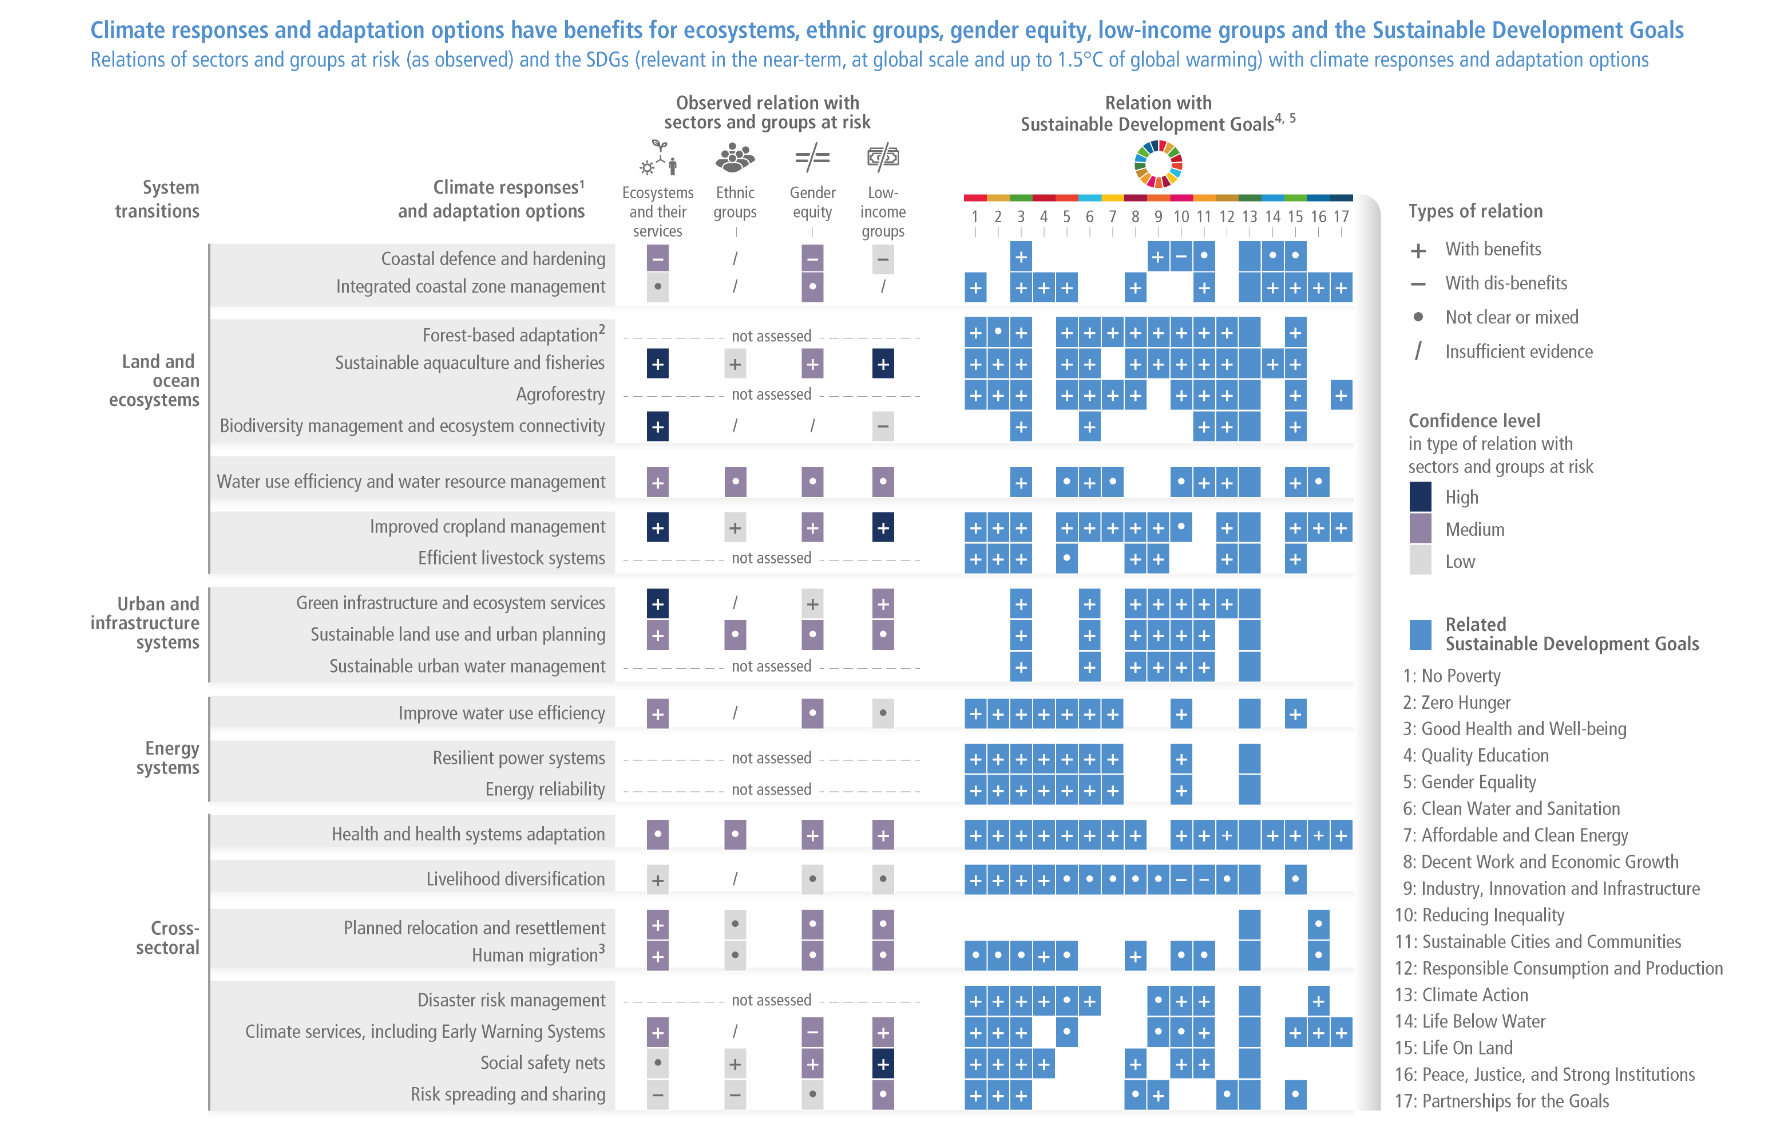 Climate responses and adaptation options have benefits for ecosystems, ethnic groups, gender equity, low-income groups and the Sustainable Development Goals
Relations of sectors and groups at risk (as observed) and the SDGs (relevant in the near-term, at global scale and up to 1.5°C of global warming) with climate responses and adaptation options
Observed relation with
sectors and groups at risk
Relation with
Sustainable Development Goals4, 5
System
transitions
Climate responses1
and adaptation options
Ecosystems
and their
services
Ethnic
groups
Gender
equity
Low-
income
groups
1 2 3 4 5 6 7 8 9 10 11 12 13 14 15 16 17
Land and
ocean
ecosystems
Coastal defence and hardening − / − − + + − • • •
Integrated coastal zone management • / • / + + + + + + + + + +
Forest-based adaptation2 not assessed + • + + + + + + + + + +
Sustainable aquaculture and fisheries + + + + + + + + + + + + + + + +
Agroforestry not assessed + + + + + + + + + + + +
Biodiversity management and ecosystem connectivity + / / − + + + + +
Water use efficiency and water resource management + • • • + • + • • + + + •
Improved cropland management + + + + + + + + + + + + • + + + +
Efficient livestock systems not assessed + + + • + + + +
Urban and
infrastructure
systems
Green infrastructure and ecosystem services + / + + + + + + + + +
Sustainable land use and urban planning + • • • + + + + + +
Sustainable urban water management not assessed + + + + + +
Energy
systems
Improve water use efficiency + / • • + + + + + + + + +
Resilient power systems not assessed + + + + + + + +
Energy reliability not assessed + + + + + + + +
Cross-
sectoral
Health and health systems adaptation • • + + + + + + + + + + + + + + + + +
Livelihood diversification + / • • + + + + • • • • • − − • •
Planned relocation and resettlement + • • • •
Human migration3 + • • • • • • + • + • • •
Disaster risk management not assessed + + + + • + • + + +
Climate services, including Early Warning Systems + / − + + + + • • • + + + +
Social safety nets • + + + + + + + + + +
Risk spreading and sharing − − • • + + + • + • •
Types of relation
+ With benefits
− With dis-benefits
• Not clear or mixed
/ Insufficient evidence
Confidence level
in type of relation with
sectors and groups at risk
High
Medium
Low
Related
Sustainable Development Goals
1: No Poverty
2: Zero Hunger
3: Good Health and Well-being
4: Quality Education
5: Gender Equality
6: Clean Water and Sanitation
7: Affordable and Clean Energy
8: Decent Work and Economic Growth
9: Industry, Innovation and Infrastructure
10: Reducing Inequality
11: Sustainable Cities and Communities
12: Responsible Consumption and Production
13: Climate Action
14: Life Below Water
15: Life On Land
16: Peace, Justice, and Strong Institutions
17: Partnerships for the Goals